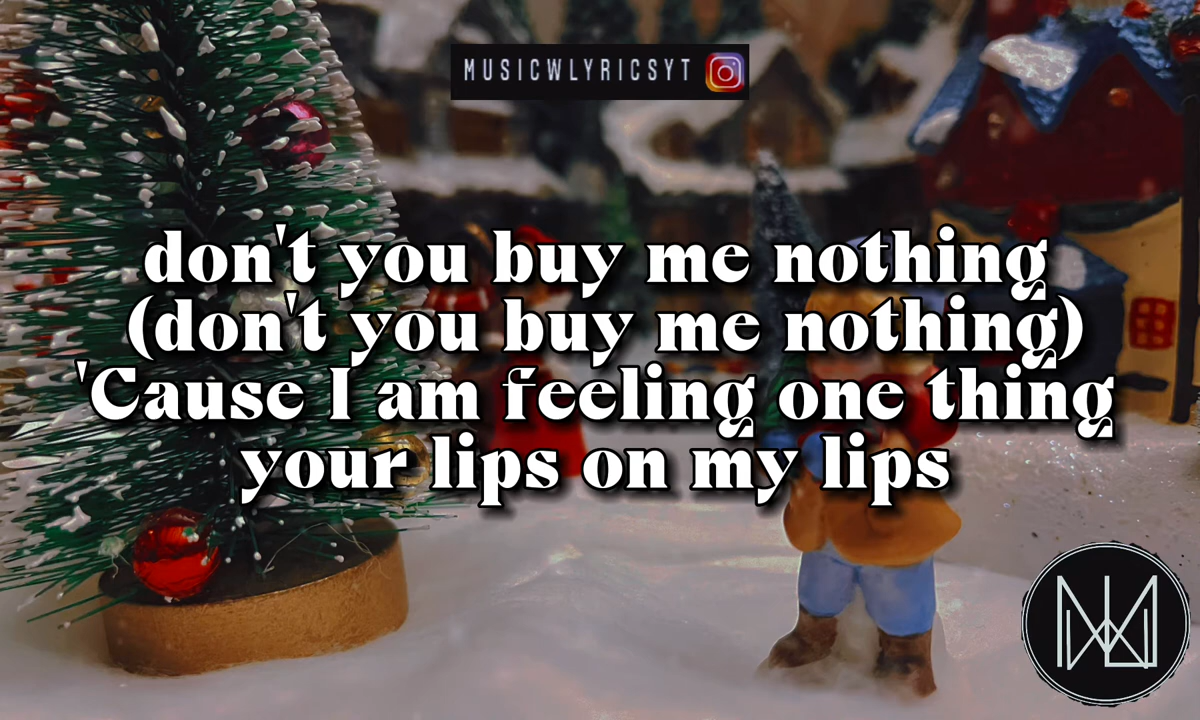 MUSICWLYRICSYT
don't you buy me nothing
(don't you buy me nothing)
'Cause I am feeling one thing
your lips on my lips